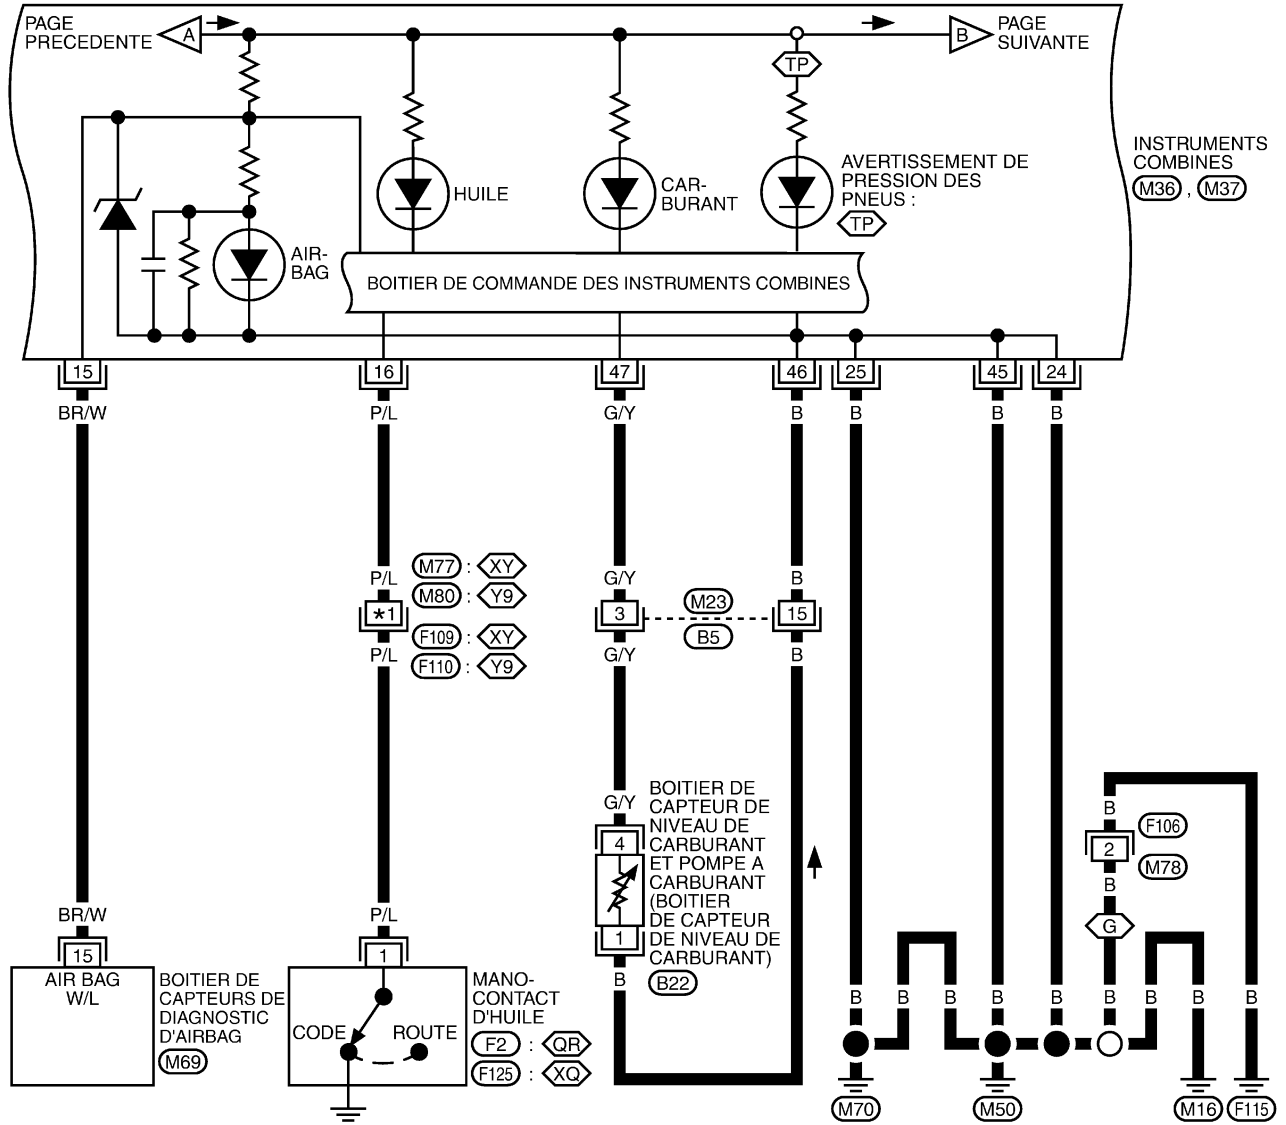 PAGE
PRECEDENTE
A
B
PAGE
SUIVANTE
TP
INSTRUMENTS
COMBINES
M36 , M37
HUILE
CAR-
BURANT
AVERTISSEMENT DE
PRESSION DES
PNEUS :
TP
AIR-
BAG
BOITIER DE COMMANDE DES INSTRUMENTS COMBINES
15 16 47 46 25 45 24
BR/W P/L G/Y B B B B
P/L G/Y B
M77 : XY
M80 : Y9
*1
F109 : XY
F110 : Y9
3 M23 15
B5
P/L G/Y B
G/Y
4
1
B
BOITIER DE
CAPTEUR DE
NIVEAU DE
CARBURANT
ET POMPE A
CARBURANT
(BOITIER
DE CAPTEUR
DE NIVEAU DE
CARBURANT)
B22
B
F106
2
M78
B
G
BR/W P/L
15 1
AIR BAG
W/L
BOITIER DE
CAPTEURS DE
DIAGNOSTIC
D'AIRBAG
M69
CODE ROUTE
MANO-
CONTACT
D'HUILE
F2 : QR
F125 : XQ
B B B B B B B B B
M70 M50 M16 F115